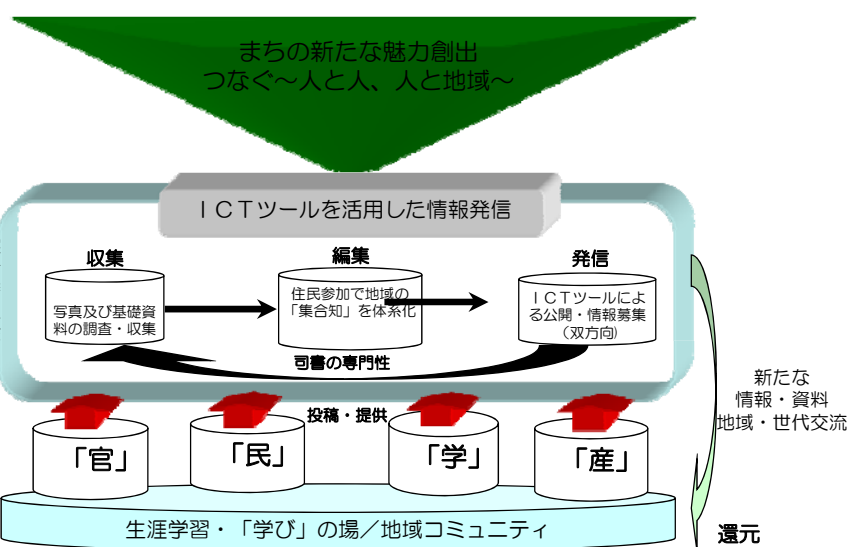 まちの新たな魅力創出
つなぐ～人と人、人と地域～
ＩＣＴツールを活用した情報発信
収集
編集
発信
写真及び基礎資
料の調査・収集
住民参加で地域の
「集合知」を体系化
ＩＣＴツールによ
る公開・情報募集
（双方向）
司書の専門性
投稿・提供
「官」
「民」
「学」
「産」
新たな
情報・資料
地域・世代交流
生涯学習・「学び」の場／地域コミュニティ
還元